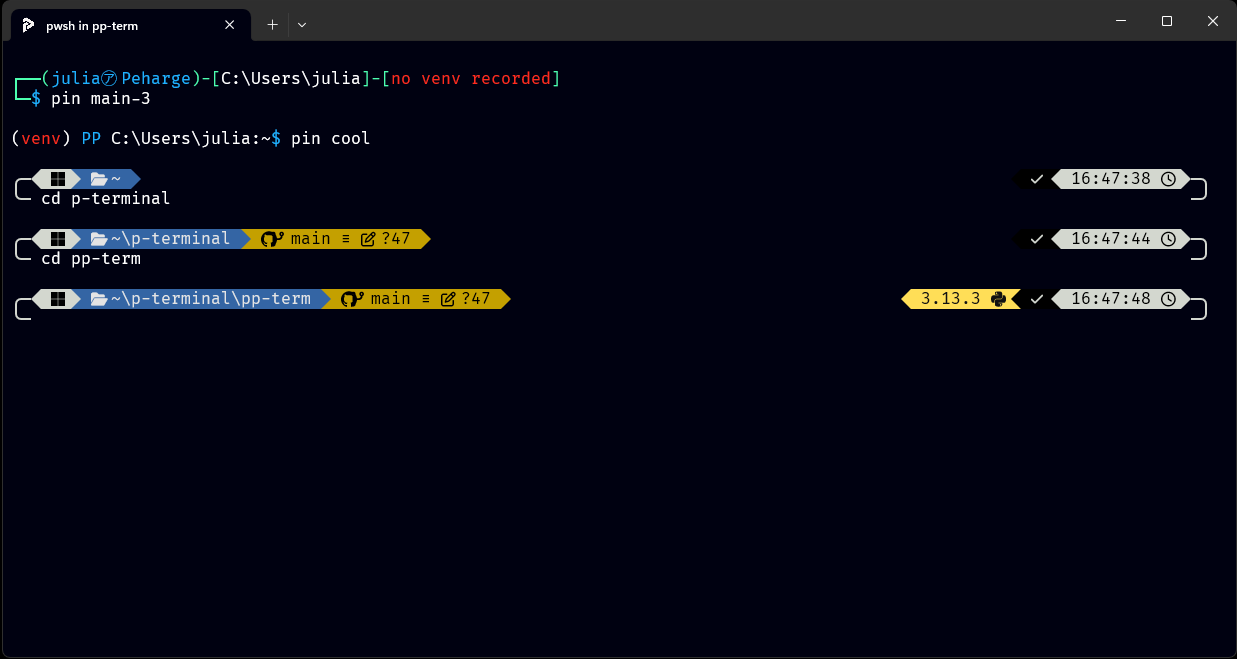 pwsh in pp-term
(julia㋐Peharge)-[C:\Users\julia]-[no venv recorded]
$ pin main-3
(venv) PP C:\Users\julia:~$ pin cool
~ 16:47:38
cd p-terminal
~\p-terminal main ≡ ?47 16:47:44
cd pp-term
~\p-terminal\pp-term main ≡ ?47 3.13.3 16:47:48